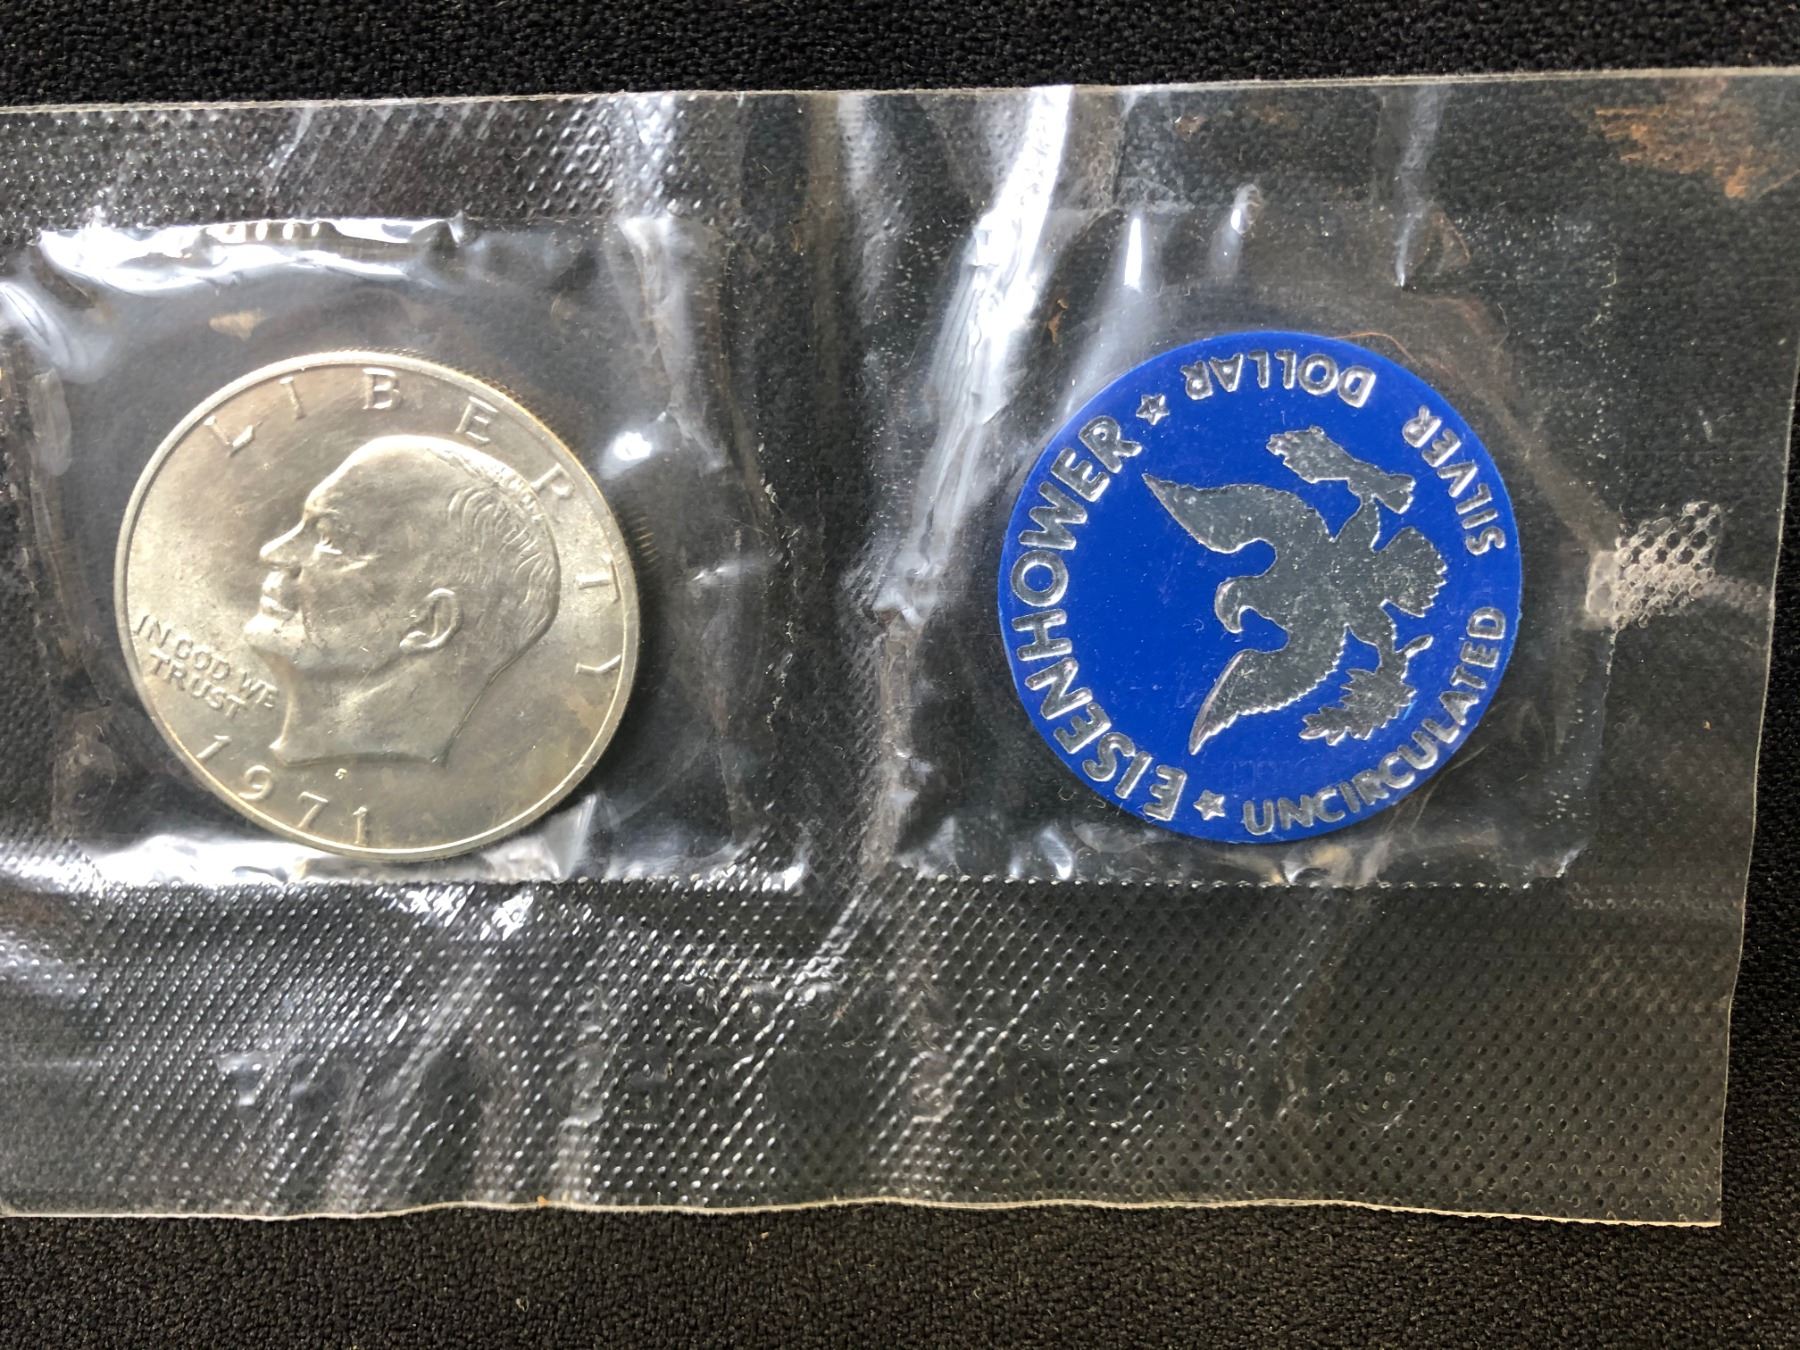 LIBERTY
IN GOD WE
TRUST
1971
S
EISENHOWER
SILVER DOLLAR
UNCIRCULATED